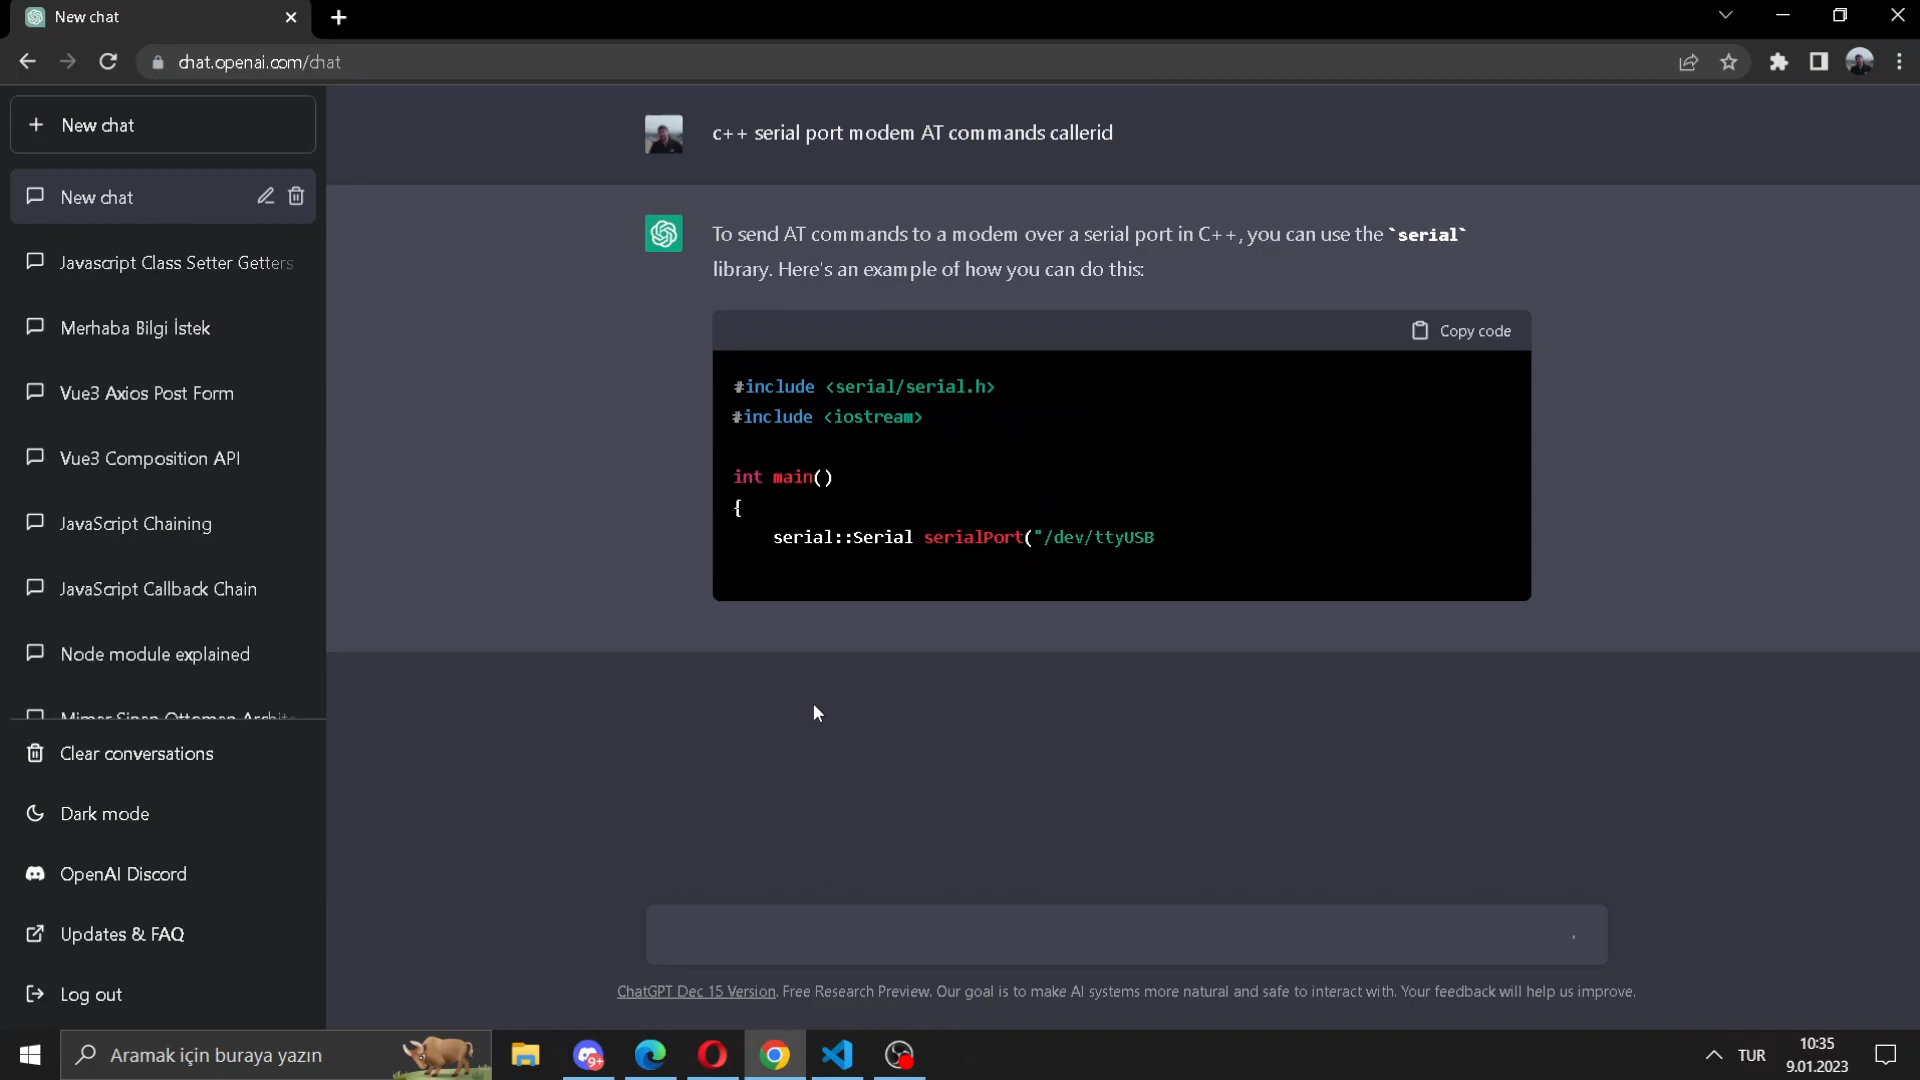 New chat
chat.openai.com/chat
New chat
New chat
Javascript Class Setter Getters
Merhaba Bilgi İstek
Vue3 Axios Post Form
Vue3 Composition API
JavaScript Chaining
JavaScript Callback Chain
Node module explained
Mimar Sinan Ottoman Archite
Clear conversations
Dark mode
OpenAI Discord
Updates & FAQ
Log out
c++ serial port modem AT commands callerid
To send AT commands to a modem over a serial port in C++, you can use the `serial`
library. Here's an example of how you can do this:
Copy code
#include <serial/serial.h>
#include <iostream>
int main()
{
serial::Serial serialPort("/dev/ttyUSB
ChatGPT Dec 15 Version. Free Research Preview. Our goal is to make AI systems more natural and safe to interact with. Your feedback will help us improve.
Aramak için buraya yazın
9+
TUR
10:35
9.01.2023